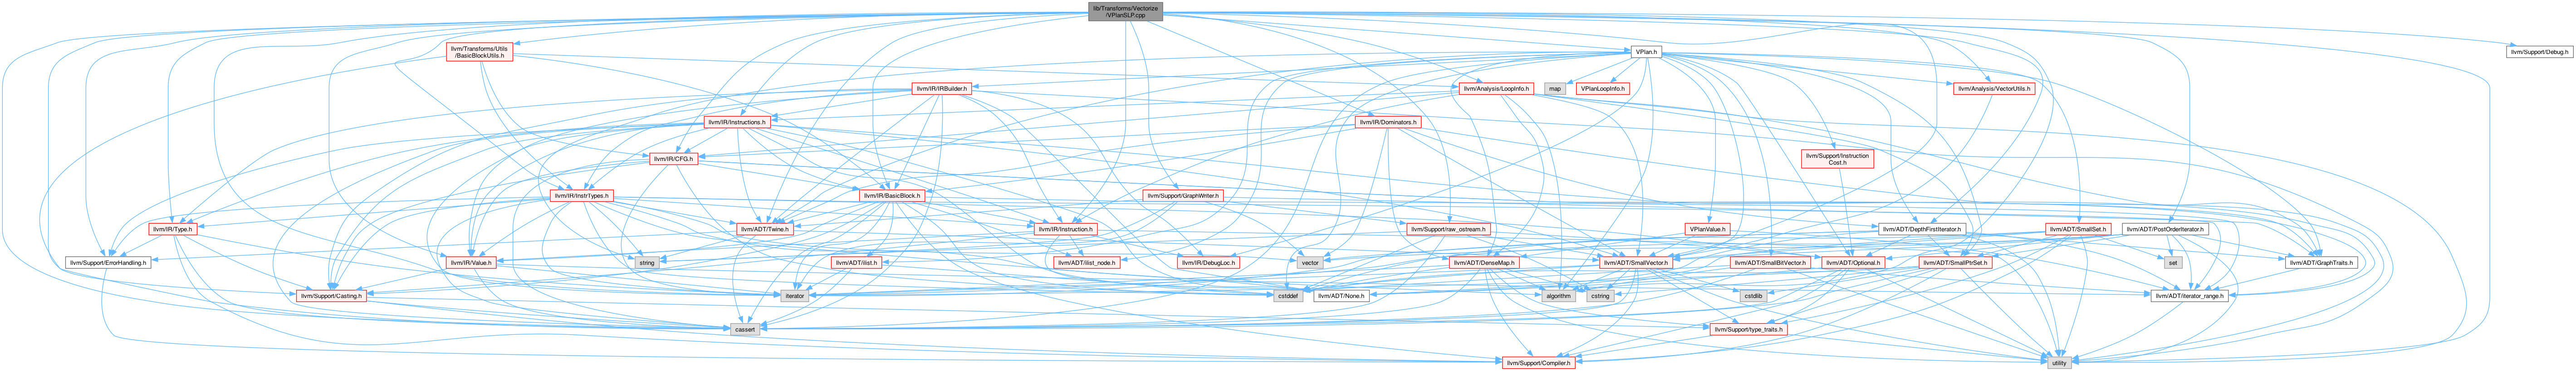 lib/Transforms/Vectorize
/VPlanSLP.cpp
llvm/Transforms/Utils
/BasicBlockUtils.h
VPlan.h
llvm/Support/Debug.h
llvm/IR/IRBuilder.h
llvm/Analysis/LoopInfo.h
map
VPlanLoopInfo.h
llvm/Analysis/VectorUtils.h
llvm/IR/Instructions.h
llvm/IR/Dominators.h
llvm/IR/CFG.h
llvm/Support/Instruction
Cost.h
llvm/IR/InstrTypes.h
llvm/IR/BasicBlock.h
llvm/Support/GraphWriter.h
llvm/IR/Type.h
llvm/ADT/Twine.h
llvm/IR/Instruction.h
llvm/Support/raw_ostream.h
VPlanValue.h
llvm/ADT/DepthFirstIterator.h
llvm/ADT/SmallSet.h
llvm/ADT/PostOrderIterator.h
llvm/Support/ErrorHandling.h
llvm/IR/Value.h
string
llvm/ADT/ilist.h
llvm/ADT/ilist_node.h
llvm/IR/DebugLoc.h
vector
llvm/ADT/DenseMap.h
llvm/ADT/SmallVector.h
llvm/ADT/SmallBitVector.h
llvm/ADT/Optional.h
llvm/ADT/SmallPtrSet.h
set
llvm/ADT/GraphTraits.h
llvm/Support/Casting.h
iterator
cstddef
llvm/ADT/None.h
algorithm
cstring
cstdlib
llvm/ADT/iterator_range.h
cassert
llvm/Support/type_traits.h
llvm/Support/Compiler.h
utility